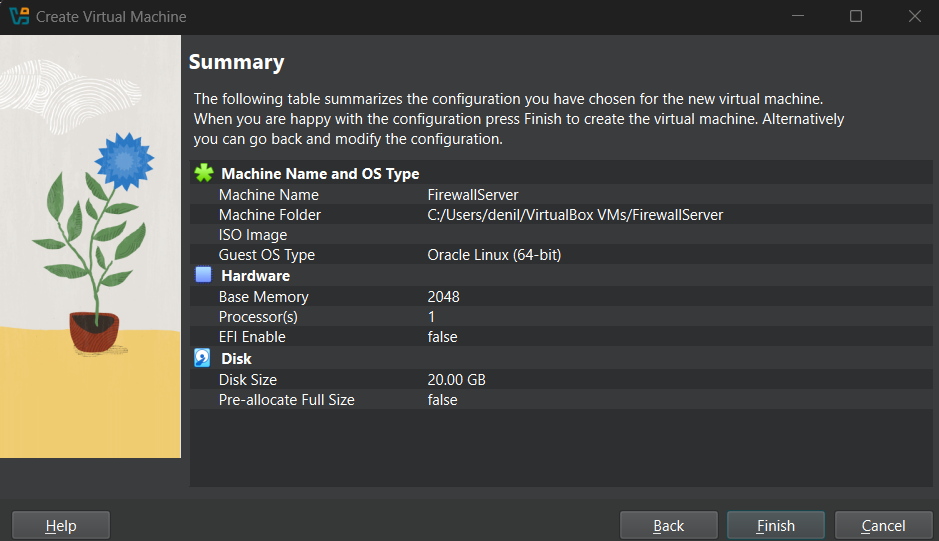 Create Virtual Machine
Summary
The following table summarizes the configuration you have chosen for the new virtual machine.
When you are happy with the configuration press Finish to create the virtual machine. Alternatively
you can go back and modify the configuration.
Machine Name and OS Type
Machine Name FirewallServer
Machine Folder C:/Users/denil/VirtualBox VMs/FirewallServer
ISO Image
Guest OS Type Oracle Linux (64-bit)
Hardware
Base Memory 2048
Processor(s) 1
EFI Enable false
Disk
Disk Size 20.00 GB
Pre-allocate Full Size false
Help Back Finish Cancel